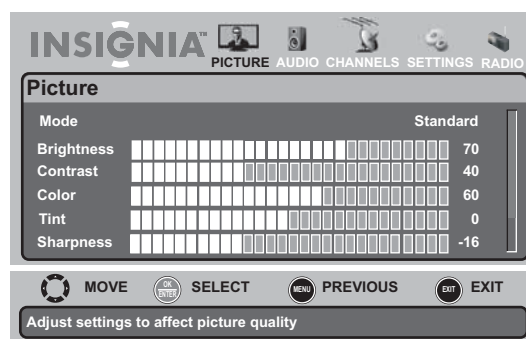 INSIGNIA™
PICTURE AUDIO CHANNELS SETTINGS RADIO
Picture
Mode Standard
Brightness 70
Contrast 40
Color 60
Tint 0
Sharpness -16
MOVE OK ENTER SELECT MENU PREVIOUS EXIT EXIT
Adjust settings to affect picture quality